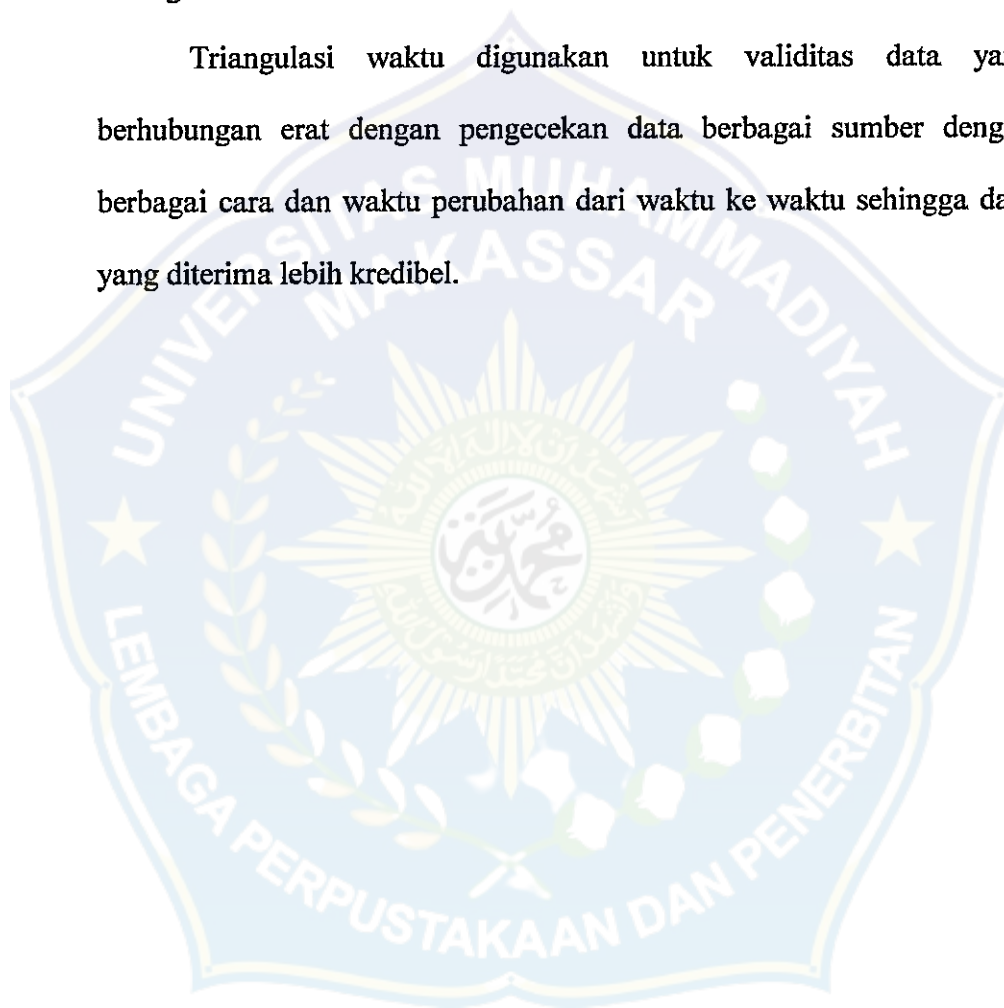 Triangulasi waktu digunakan untuk validitas data ya
berhubungan erat dengan pengecekan data berbagai sumber deng
berbagai cara dan waktu perubahan dari waktu ke waktu sehingga da
yang diterima lebih kredibel.
UNIVERSITAS MUHAMMADIYAH
MAKASSAR
محمدية
LEMBAGA PERPUSTAKAAN DAN PENERBITAN